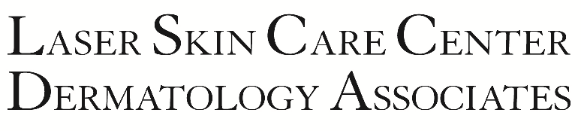 Laser Skin Care Center
Dermatology Associates